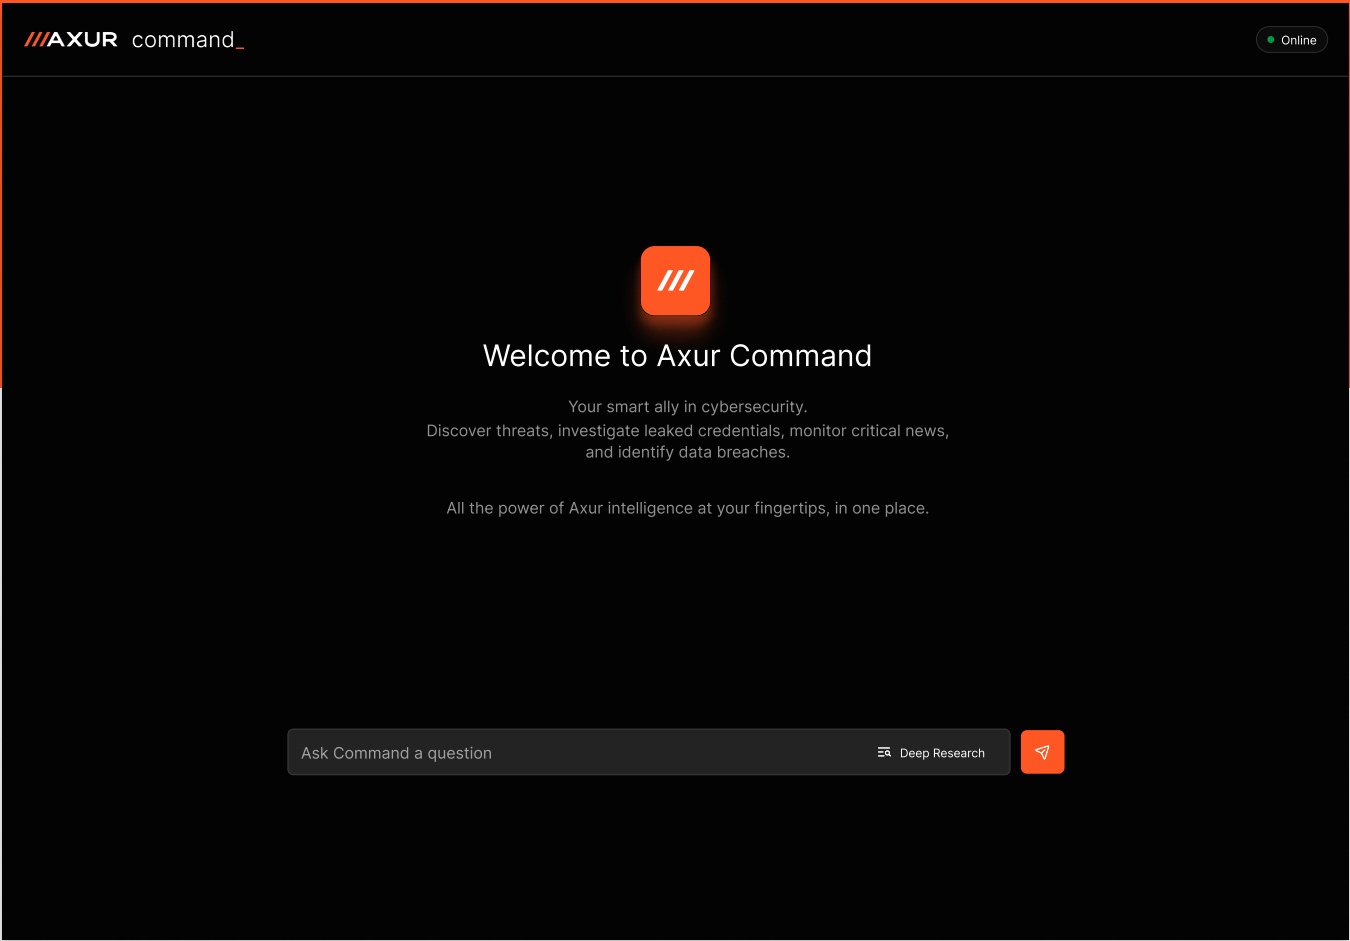 ///AXUR command_
Online
Welcome to Axur Command
Your smart ally in cybersecurity.
Discover threats, investigate leaked credentials, monitor critical news,
and identify data breaches.
All the power of Axur intelligence at your fingertips, in one place.
Ask Command a question
Deep Research